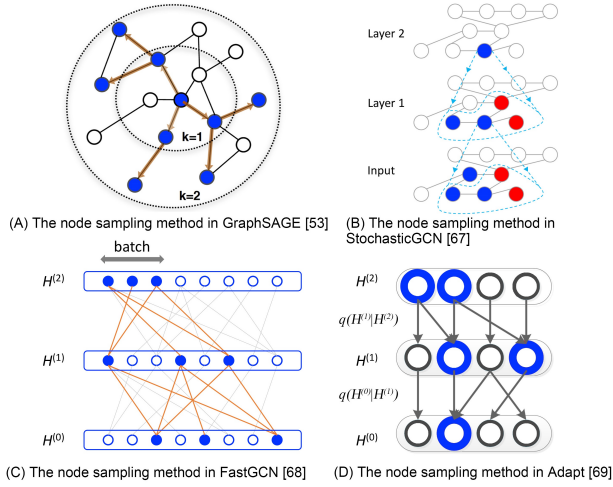 k=1
k=2
(A) The node sampling method in GraphSAGE [53]
Layer 2
Layer 1
Input
(B) The node sampling method in
StochasticGCN [67]
batch
H(2)
H(1)
H(0)
(C) The node sampling method in FastGCN [68]
H(2)
q(H(1)|H(2))
H(1)
q(H(0)|H(1))
H(0)
(D) The node sampling method in Adapt [69]